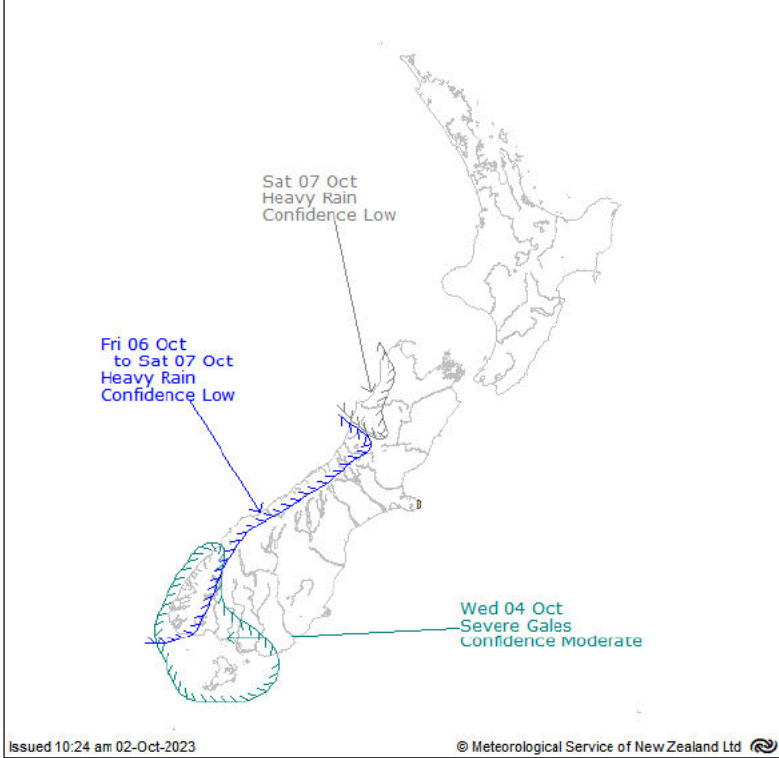 Sat 07 Oct
Heavy Rain
Confidence Low
Fri 06 Oct
to Sat 07 Oct
Heavy Rain
Confidence Low
Wed 04 Oct
Severe Gales
Confidence Moderate
Issued 10:24 am 02-Oct-2023
© Meteorological Service of New Zealand Ltd